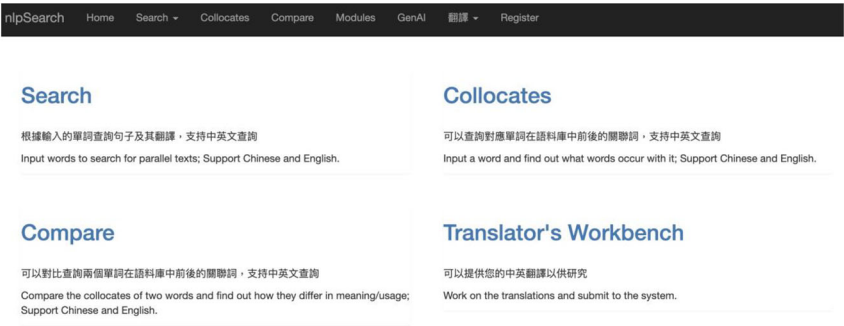 nlpSearch Home Search Collocates Compare Modules GenAI 翻譯 Register
Search
根據輸入的單詞查詢句子及其翻譯，支持中英文查詢
Input words to search for parallel texts; Support Chinese and English.
Collocates
可以查詢對應單詞在語料庫中前後的關聯詞，支持中英文查詢
Input a word and find out what words occur with it; Support Chinese and English.
Compare
可以對比查詢兩個單詞在語料庫中前後的關聯詞，支持中英文查詢
Compare the collocates of two words and find out how they differ in meaning/usage;
Support Chinese and English.
Translator's Workbench
可以提供您的中英翻譯以供研究
Work on the translations and submit to the system.